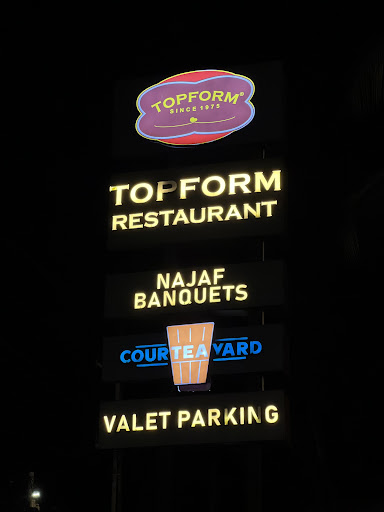 TOPFORM®
SINCE 1975
TOPFORM
RESTAURANT
NAJAF
BANQUETS
COURTEAYARD
VALET PARKING